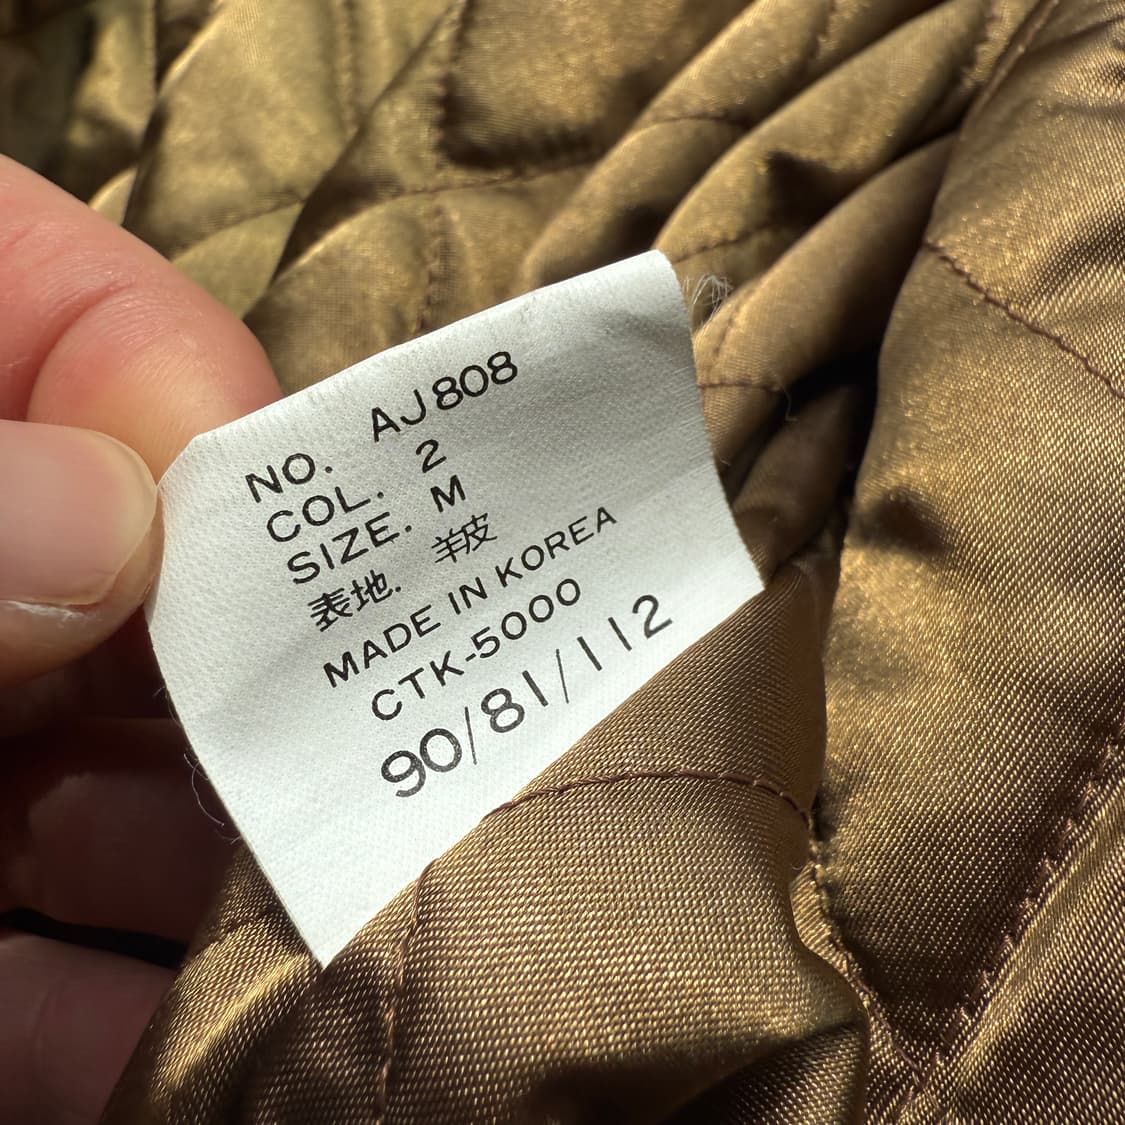 NO. AJ808
COL. 2
SIZE. M
表地. 羊皮
MADE IN KOREA
CTK-5000
90/81/112